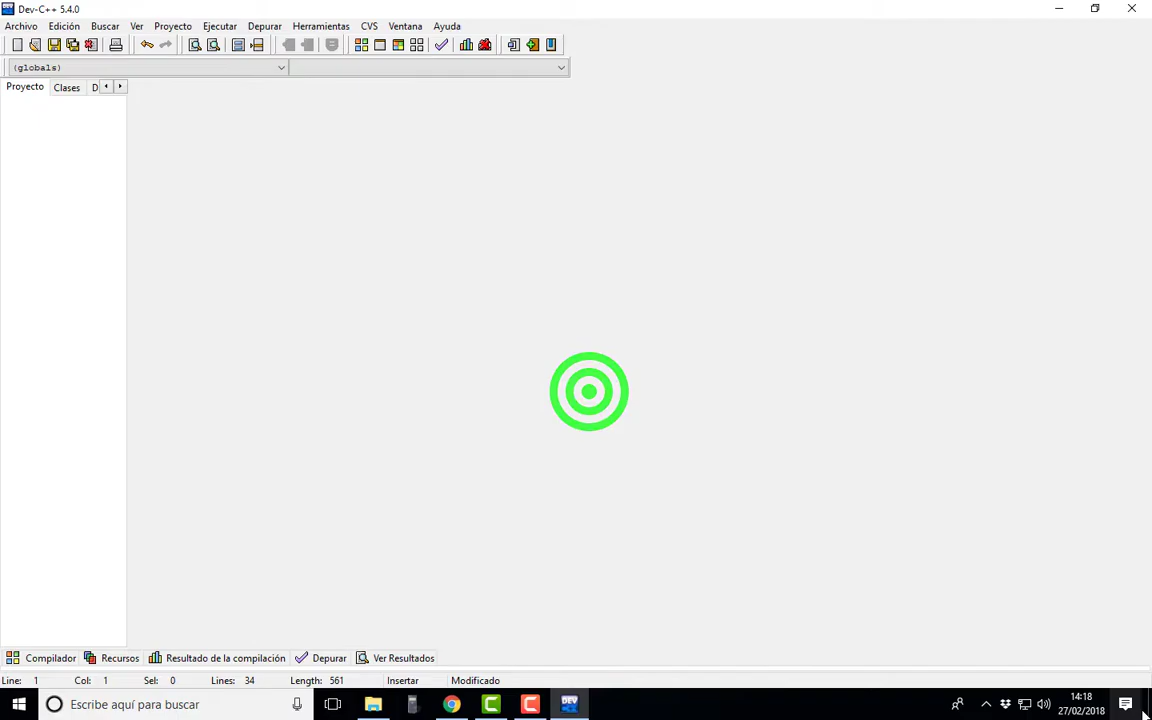 Dev-C++ 5.4.0
Archivo Edición Buscar Ver Proyecto Ejecutar Depurar Herramientas CVS Ventana Ayuda
(globals)
Proyecto Clases D
Compilador Recursos Resultado de la compilación Depurar Ver Resultados
Line: 1 Col: 1 Sel: 0 Lines: 34 Length: 561 Insertar Modificado
Escribe aquí para buscar
DEV
14:18
27/02/2018